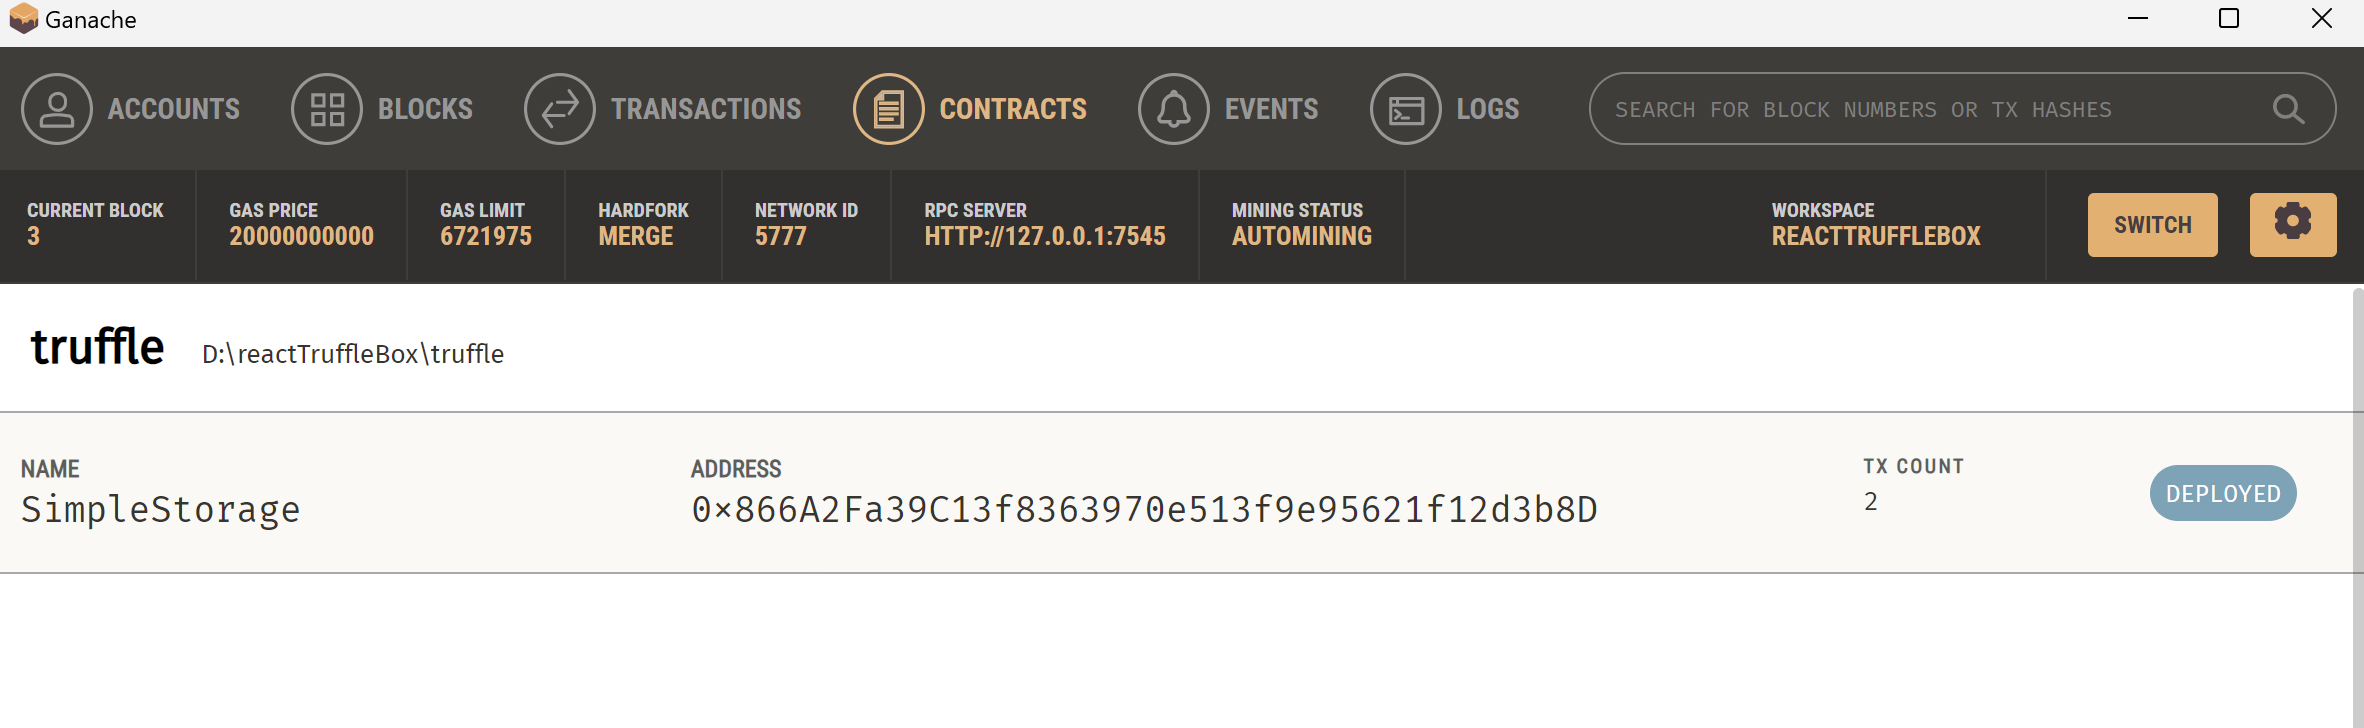 Ganache
ACCOUNTS BLOCKS TRANSACTIONS CONTRACTS EVENTS LOGS SEARCH FOR BLOCK NUMBERS OR TX HASHES
CURRENT BLOCK GAS PRICE GAS LIMIT HARDFORK NETWORK ID RPC SERVER MINING STATUS WORKSPACE
3 20000000000 6721975 MERGE 5777 HTTP://127.0.0.1:7545 AUTOMINING REACTTRUFFLEBOX SWITCH
truffle D:\reactTruffleBox\truffle
NAME ADDRESS TX COUNT
SimpleStorage 0×866A2Fa39C13f8363970e513f9e95621f12d3b8D 2 DEPLOYED